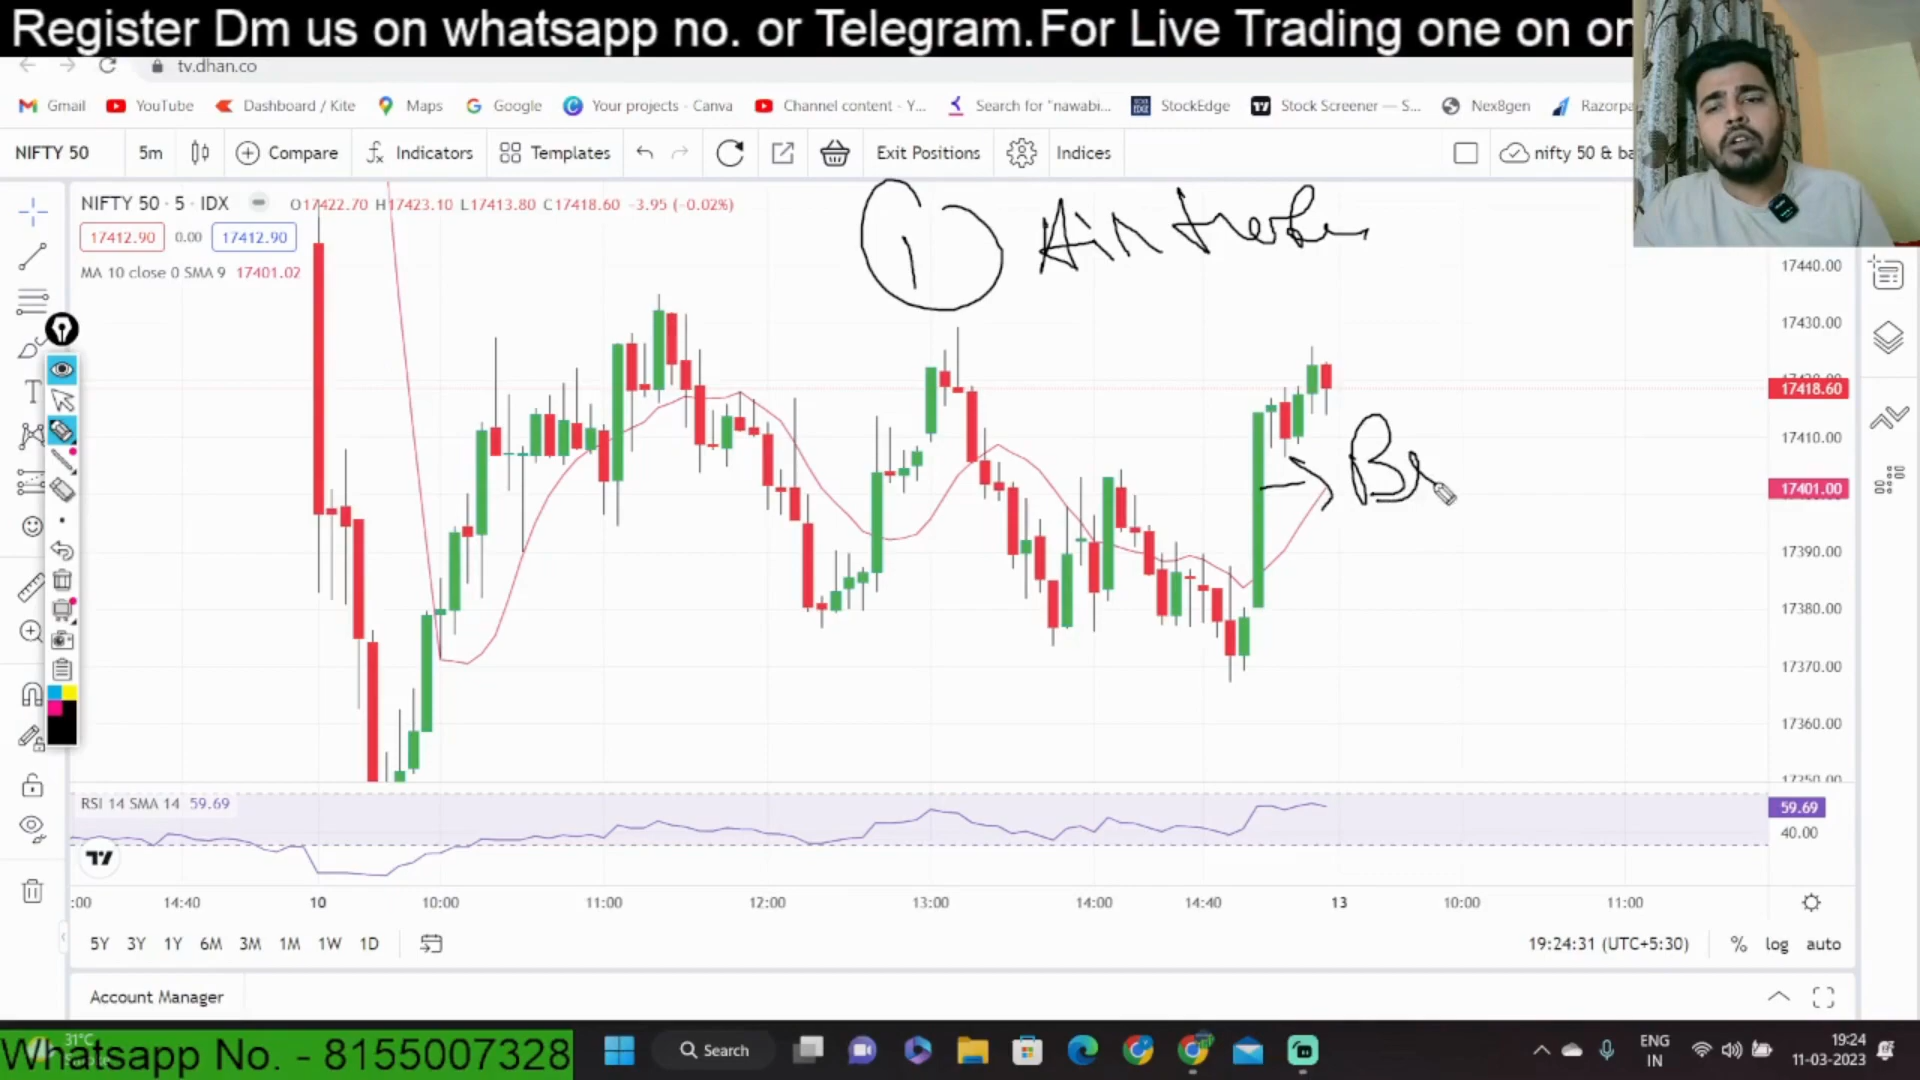 Register Dm us on whatsapp no. or Telegram.For Live Trading one on on
tv.dhan.co
Gmail YouTube Dashboard / Kite Maps Google Your projects - Canva Channel content - Y... Search for "nawabi... StockEdge Stock Screener — S... Nex8gen Razorpa
NIFTY 50 5m Compare Indicators Templates Exit Positions Indices nifty 50 & ba
NIFTY 50 · 5 · IDX O17422.70 H17423.10 L17413.80 C17418.60 -3.95 (-0.02%)
17412.90 0.00 17412.90
MA 10 close 0 SMA 9 17401.02
1
17440.00
17430.00
17418.60
17410.00
B
17401.00
17390.00
17380.00
17370.00
17360.00
17350.00
RSI 14 SMA 14 59.69
59.69
40.00
:00 14:40 10 10:00 11:00 12:00 13:00 14:00 14:40 13 10:00 11:00
5Y 3Y 1Y 6M 3M 1M 1W 1D 19:24:31 (UTC+5:30) % log auto
Account Manager
31°C
Whatsapp No. - 8155007328
Search
ENG
IN
19:24
11-03-2023